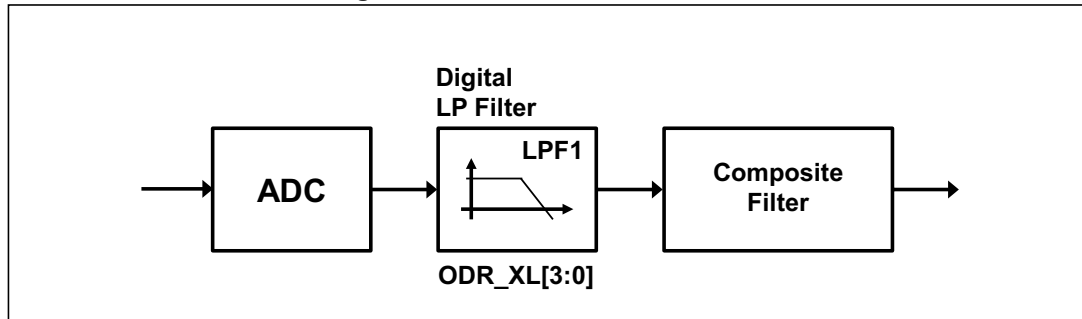 Digital
LP Filter
ADC
LPF1
Composite
Filter
ODR_XL[3:0]